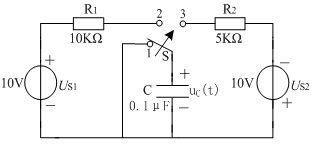 R1 2 3 R2
10KΩ 5KΩ
1 S
+ + −
10V US1 C uC(t) 10V US2
− 0.1μF − +